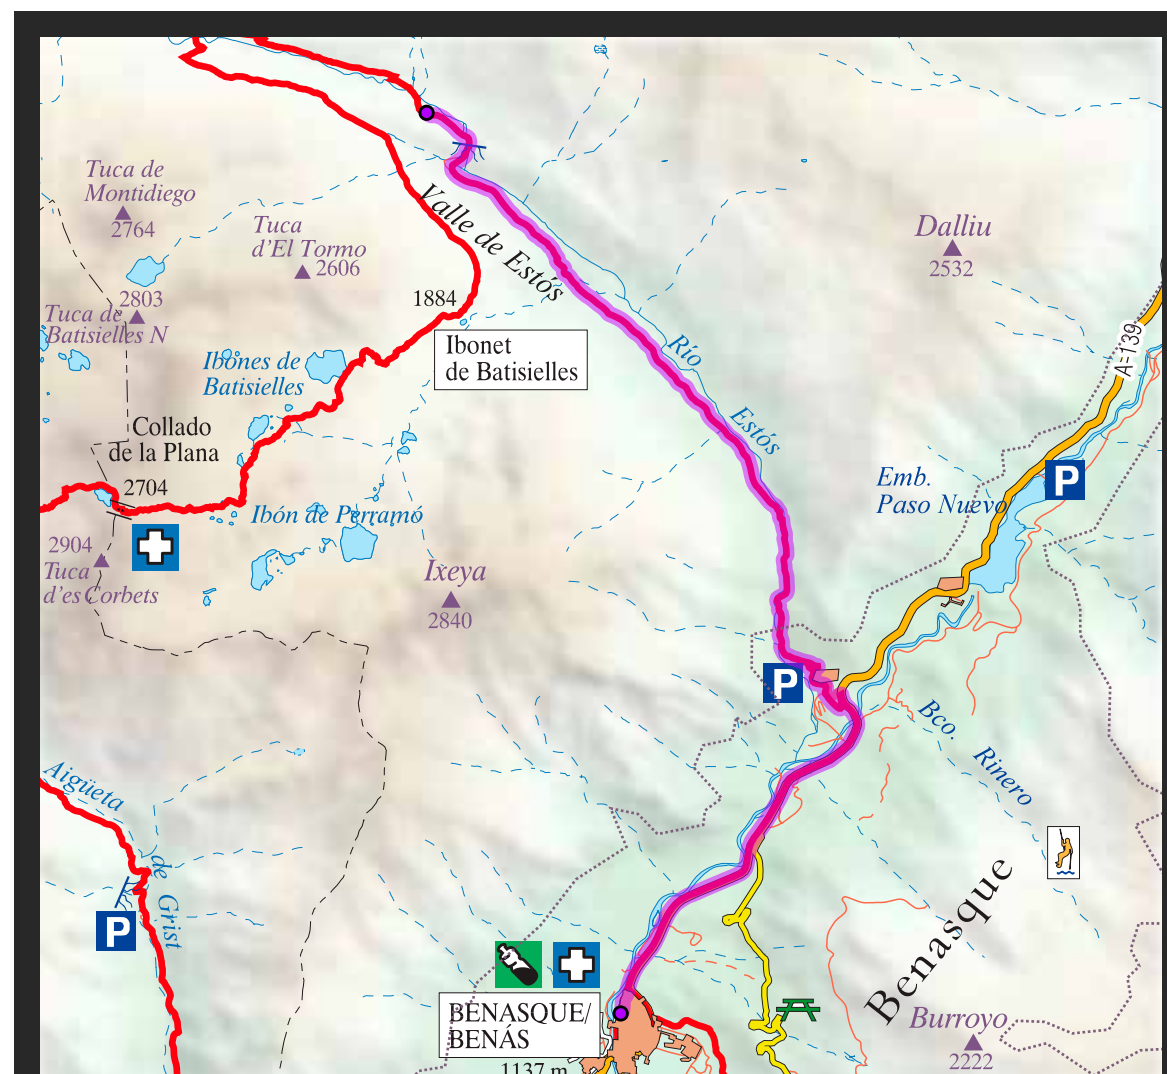 Tuca de
Montidiego
2764
Tuca
d'El Tormo
2606
Valle de Estós
Dalliu
2532
2803
Tuca de
Batisielles N
1884
Ibonet
de Batisielles
Ibónes de
Batisielles
Río
Estós
A-139
Collado
de la Plana
2704
Emb.
Paso Nuevo
P
Ibón de Perramó
2904
Tuca
d'es Corbets
Ixeya
2840
P
Bco. Rinero
Aigüeta
de Grist
P
Benasque
BENASQUE/
BENÁS
1137 m
Burroyo
2222